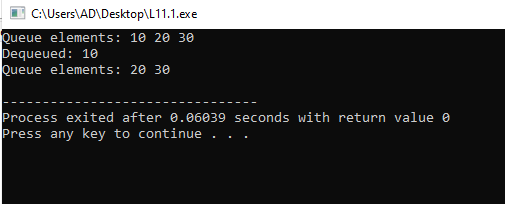 C:\Users\AD\Desktop\L11.1.exe
Queue elements: 10 20 30
Dequeued: 10
Queue elements: 20 30
--------------------------------
Process exited after 0.06039 seconds with return value 0
Press any key to continue . . .